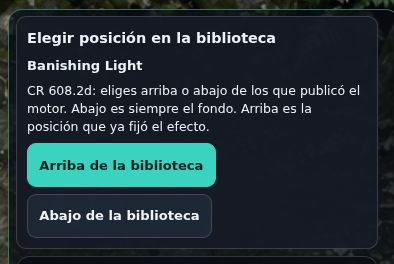 Elegir posición en la biblioteca
Banishing Light
CR 608.2d: eliges arriba o abajo de los que publicó el
motor. Abajo es siempre el fondo. Arriba es la
posición que ya fijó el efecto.
Arriba de la biblioteca
Abajo de la biblioteca